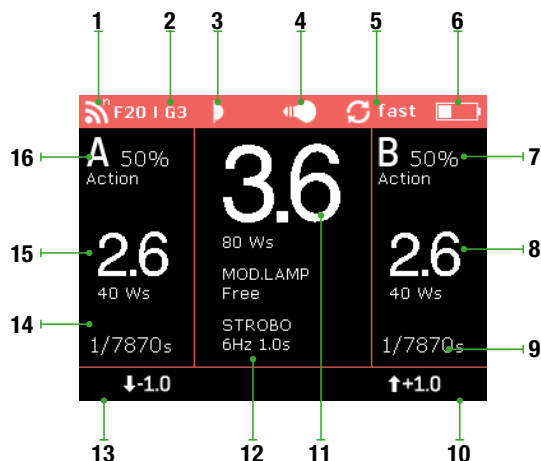 1 2 3 4 5 6
n F20 I G3 fast
16 A 50% B 50% 7
Action Action
3.6
15 2.6 2.6 8
80 Ws
40 Ws 40 Ws
MOD.LAMP
Free
14
STROBO
1/7870s 6Hz 1.0s 1/7870s 9
-1.0 +1.0
13 12 11 10